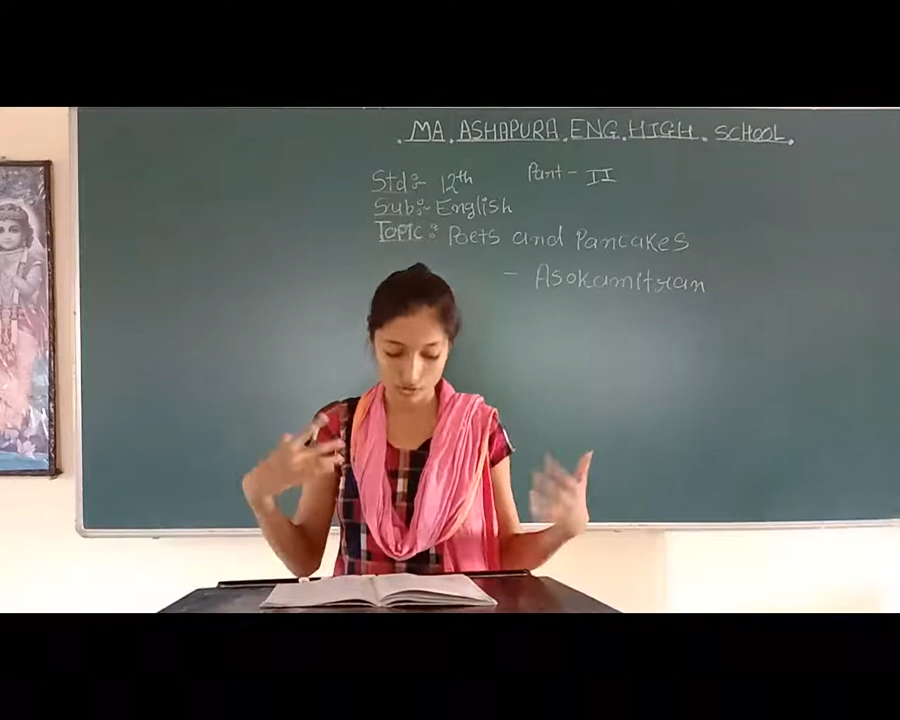 . MA . ASHAPURA . ENG . HIGH . SCHOOL .
Std :- 12th Part - II
Sub :- English
Topic : Poets and Pancakes
- Asokamitran